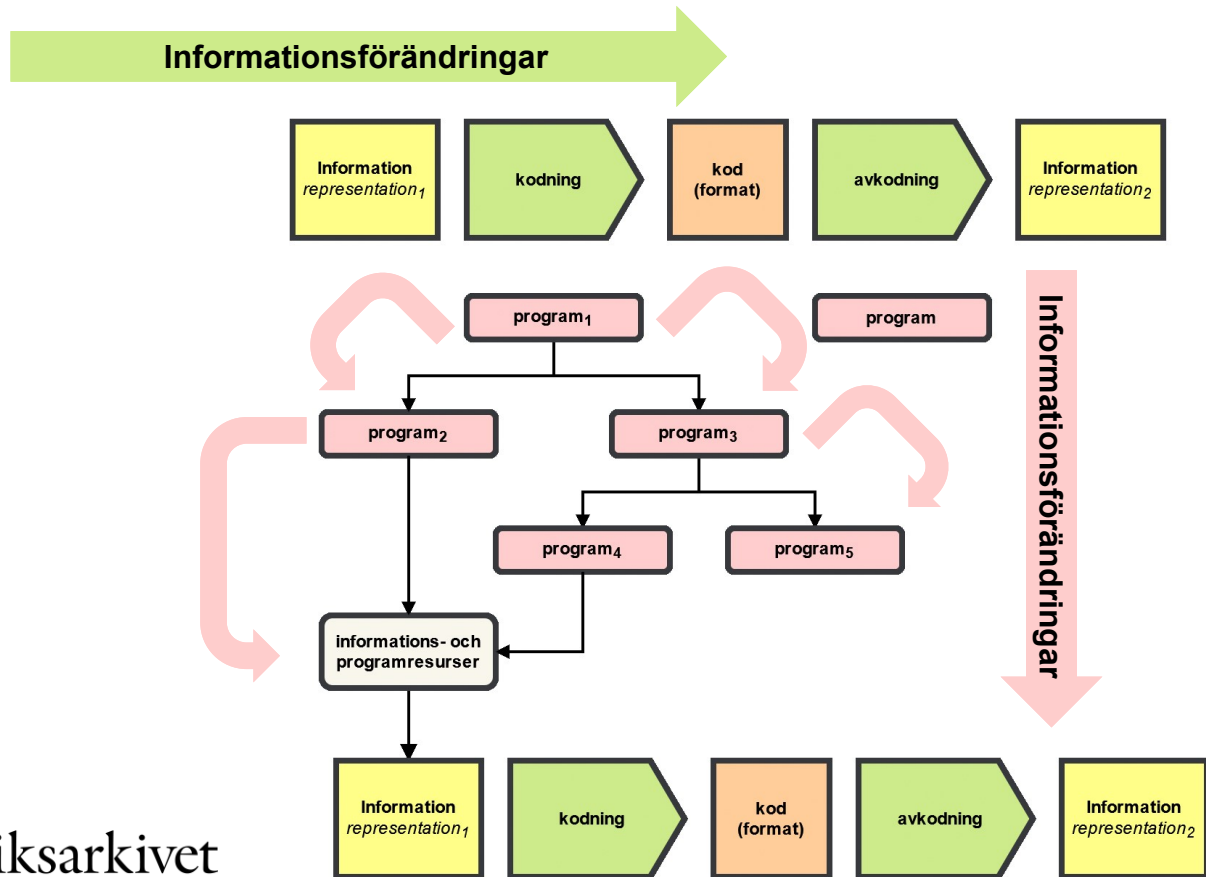 Informationsförändringar
Information
representation₁
kodning
kod
(format)
avkodning
Information
representation₂
program₁
program
Informationsförändringar
program₂
program₃
program₄
program₅
informations- och
programresurser
Information
representation₁
kodning
kod
(format)
avkodning
Information
representation₂
iksarkivet